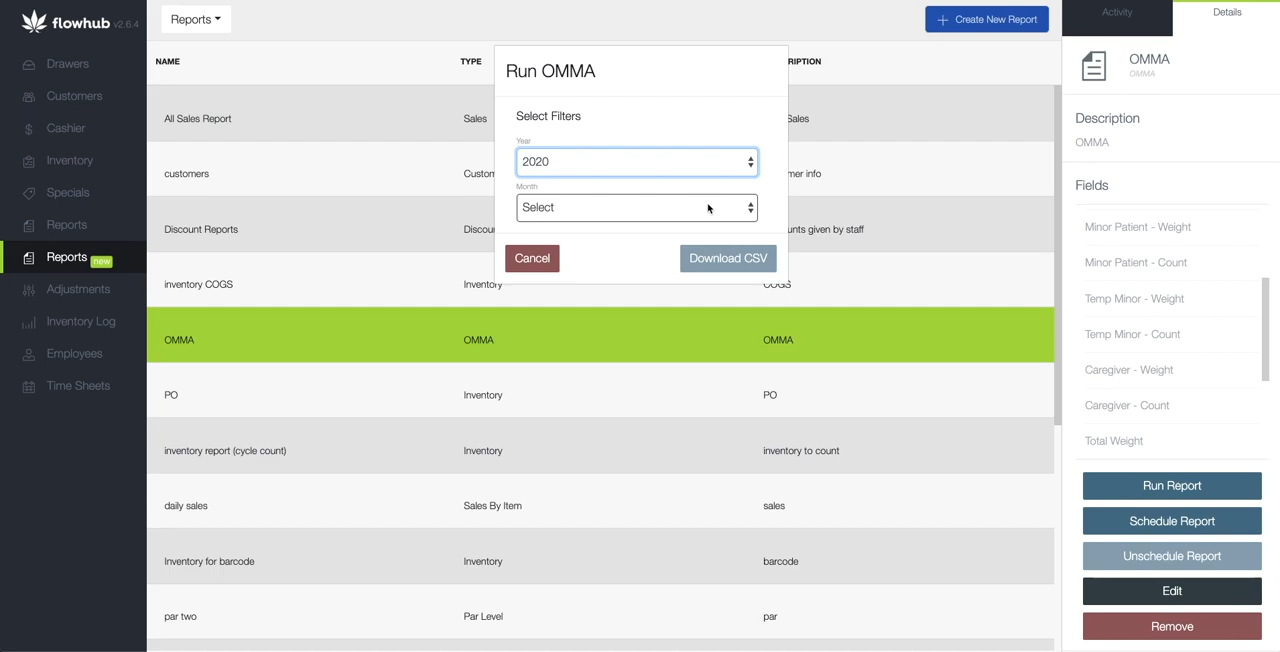 flowhub v2.6.4
Drawers
Customers
Cashier
Inventory
Specials
Reports
Reports new
Adjustments
Inventory Log
Employees
Time Sheets
Reports
Create New Report
NAME TYPE RIPTION
All Sales Report Sales Sales
customers Custon mer info
Discount Reports Discou unts given by staff
inventory COGS Inventory COGS
OMMA OMMA OMMA
PO Inventory PO
inventory report (cycle count) Inventory inventory to count
daily sales Sales By Item sales
Inventory for barcode Inventory barcode
par two Par Level par
Run OMMA
Select Filters
Year
2020
Month
Select
Cancel Download CSV
Activity Details
OMMA
OMMA
Description
OMMA
Fields
Minor Patient - Weight
Minor Patient - Count
Temp Minor - Weight
Temp Minor - Count
Caregiver - Weight
Caregiver - Count
Total Weight
Run Report
Schedule Report
Unschedule Report
Edit
Remove